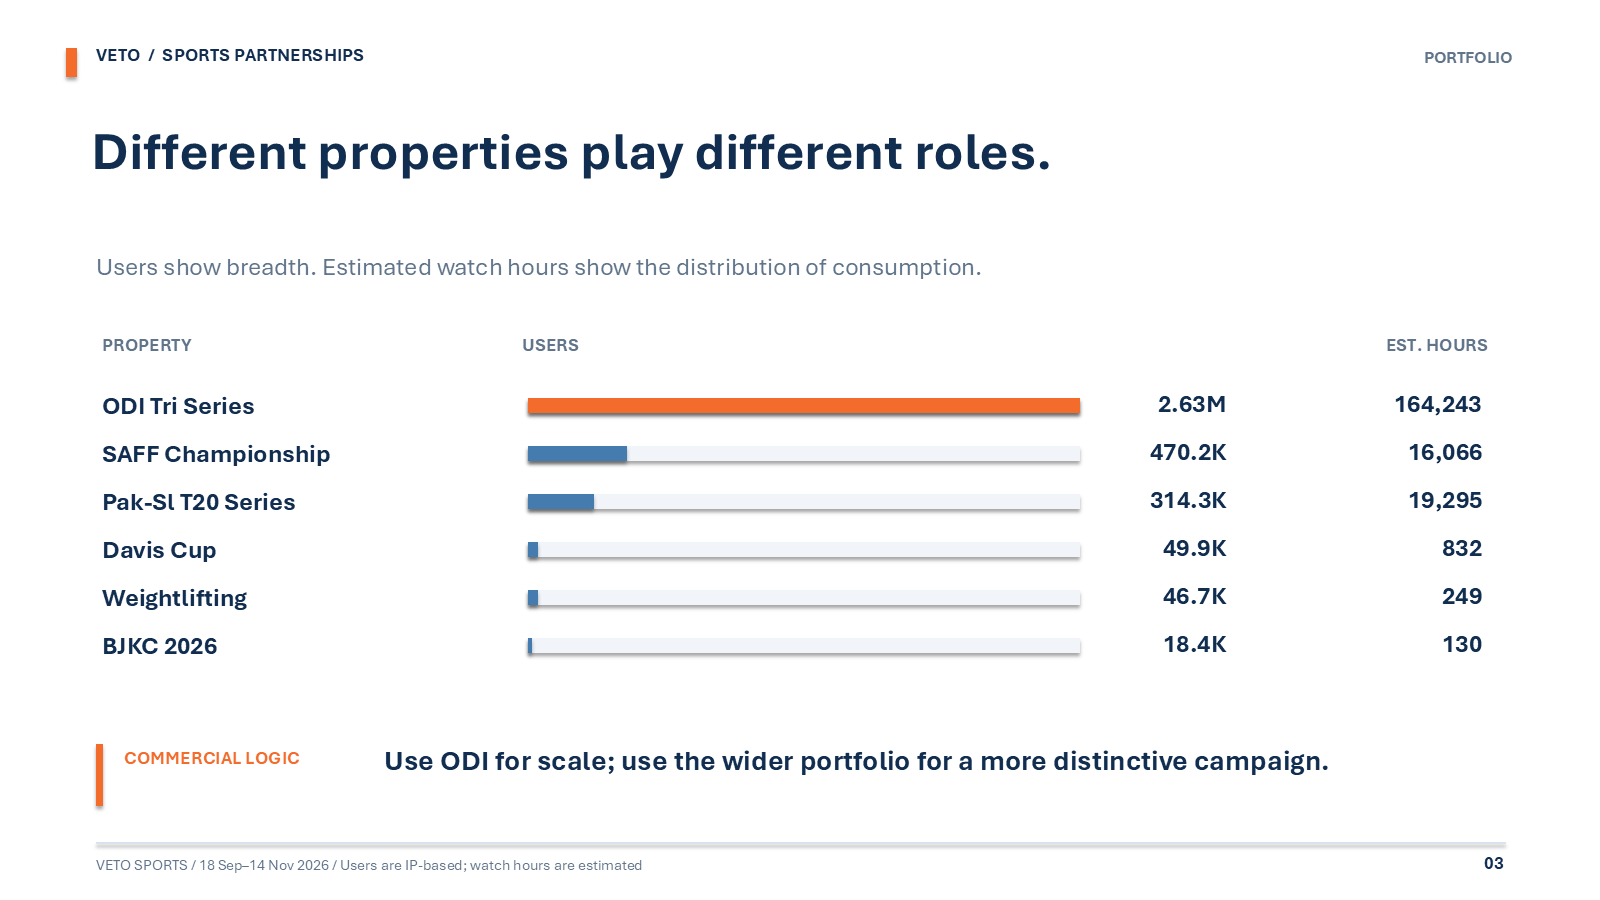 VETO / SPORTS PARTNERSHIPS
PORTFOLIO
Different properties play different roles.
Users show breadth. Estimated watch hours show the distribution of consumption.
PROPERTY USERS EST. HOURS
ODI Tri Series 2.63M 164,243
SAFF Championship 470.2K 16,066
Pak-Sl T20 Series 314.3K 19,295
Davis Cup 49.9K 832
Weightlifting 46.7K 249
BJKC 2026 18.4K 130
COMMERCIAL LOGIC Use ODI for scale; use the wider portfolio for a more distinctive campaign.
VETO SPORTS / 18 Sep–14 Nov 2026 / Users are IP-based; watch hours are estimated 03